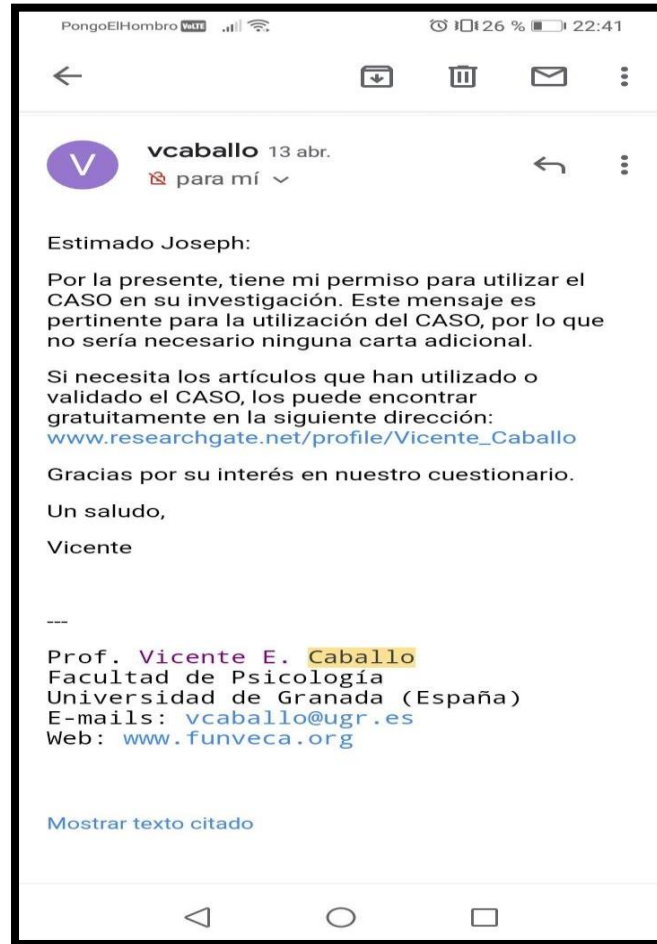 PongoElHombro VoLTE 26 % 22:41
vcaballo 13 abr.
para mí
V
Estimado Joseph:
Por la presente, tiene mi permiso para utilizar el
CASO en su investigación. Este mensaje es
pertinente para la utilización del CASO, por lo que
no sería necesario ninguna carta adicional.
Si necesita los artículos que han utilizado o
validado el CASO, los puede encontrar
gratuitamente en la siguiente dirección:
www.researchgate.net/profile/Vicente_Caballo
Gracias por su interés en nuestro cuestionario.
Un saludo,
Vicente
---
Prof. Vicente E. Caballo
Facultad de Psicología
Universidad de Granada (España)
E-mails: vcaballo@ugr.es
Web: www.funveca.org
Mostrar texto citado